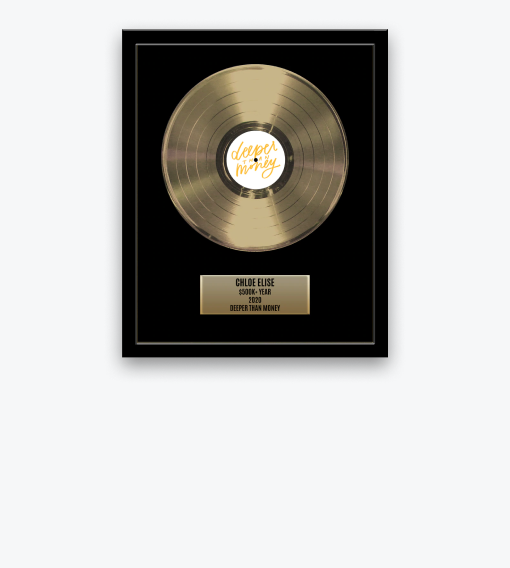 deeper
THAN
money
CHLOE ELISE
$500K+ YEAR
2020
DEEPER THAN MONEY